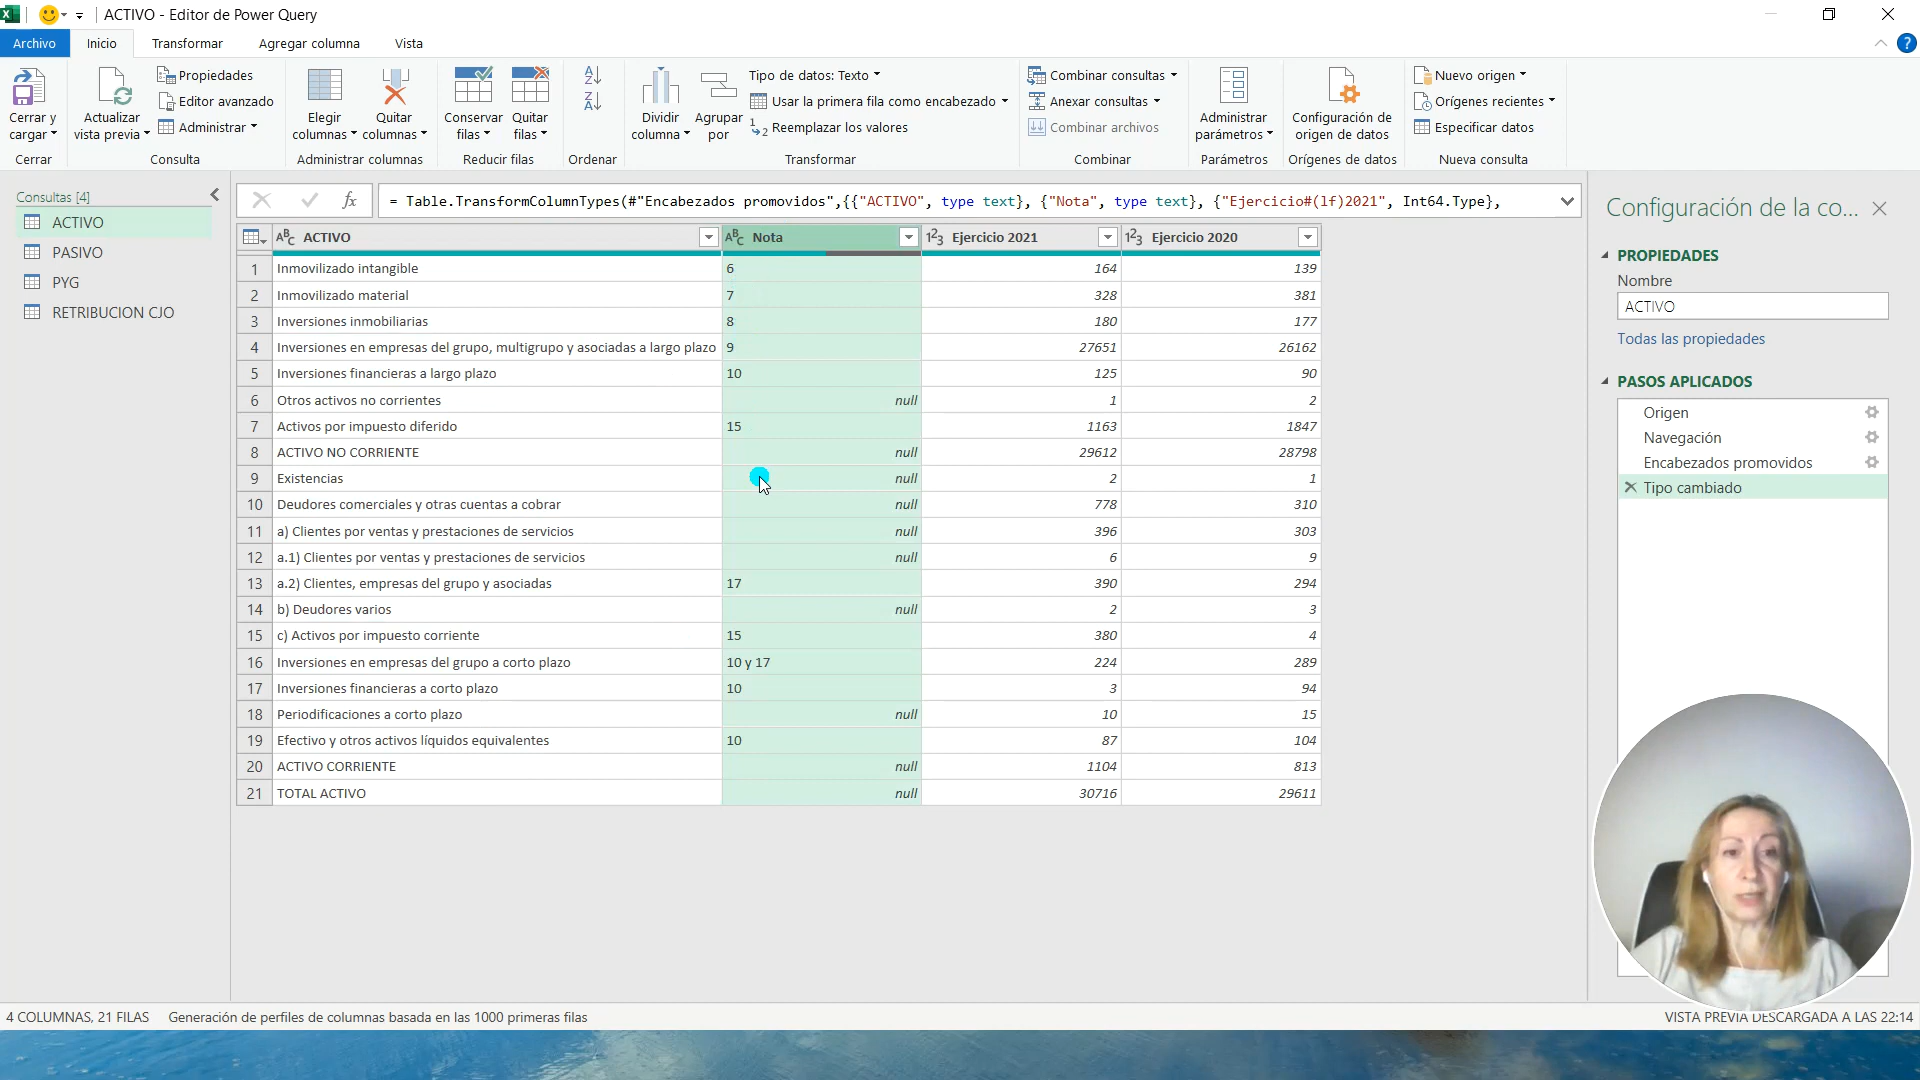 ACTIVO - Editor de Power Query
Archivo
Inicio
Transformar
Agregar columna
Vista
Cerrar y cargar
Cerrar
Actualizar vista previa
Propiedades
Editor avanzado
Administrar
Consulta
Elegir columnas
Quitar columnas
Administrar columnas
Conservar filas
Quitar filas
Reducir filas
Ordenar
Dividir columna
Agrupar por
Tipo de datos: Texto
Usar la primera fila como encabezado
Reemplazar los valores
Transformar
Combinar consultas
Anexar consultas
Combinar archivos
Combinar
Administrar parámetros
Parámetros
Configuración de origen de datos
Orígenes de datos
Nuevo origen
Orígenes recientes
Especificar datos
Nueva consulta
Consultas [4]
ACTIVO
PASIVO
PYG
RETRIBUCION CJO
fx
= Table.TransformColumnTypes(#"Encabezados promovidos",{{"ACTIVO", type text}, {"Nota", type text}, {"Ejercicio#(lf)2021", Int64.Type},
ABC ACTIVO ABC Nota 123 Ejercicio 2021 123 Ejercicio 2020
1 Inmovilizado intangible 6 164 139
2 Inmovilizado material 7 328 381
3 Inversiones inmobiliarias 8 180 177
4 Inversiones en empresas del grupo, multigrupo y asociadas a largo plazo 9 27651 26162
5 Inversiones financieras a largo plazo 10 125 90
6 Otros activos no corrientes null 1 2
7 Activos por impuesto diferido 15 1163 1847
8 ACTIVO NO CORRIENTE null 29612 28798
9 Existencias null 2 1
10 Deudores comerciales y otras cuentas a cobrar null 778 310
11 a) Clientes por ventas y prestaciones de servicios null 396 303
12 a.1) Clientes por ventas y prestaciones de servicios null 6 9
13 a.2) Clientes, empresas del grupo y asociadas 17 390 294
14 b) Deudores varios null 2 3
15 c) Activos por impuesto corriente 15 380 4
16 Inversiones en empresas del grupo a corto plazo 10 y 17 224 289
17 Inversiones financieras a corto plazo 10 3 94
18 Periodificaciones a corto plazo null 10 15
19 Efectivo y otros activos líquidos equivalentes 10 87 104
20 ACTIVO CORRIENTE null 1104 813
21 TOTAL ACTIVO null 30716 29611
Configuración de la co...
PROPIEDADES
Nombre
ACTIVO
Todas las propiedades
PASOS APLICADOS
Origen
Navegación
Encabezados promovidos
Tipo cambiado
4 COLUMNAS, 21 FILAS
Generación de perfiles de columnas basada en las 1000 primeras filas
VISTA PREVIA DESCARGADA A LAS 22:14